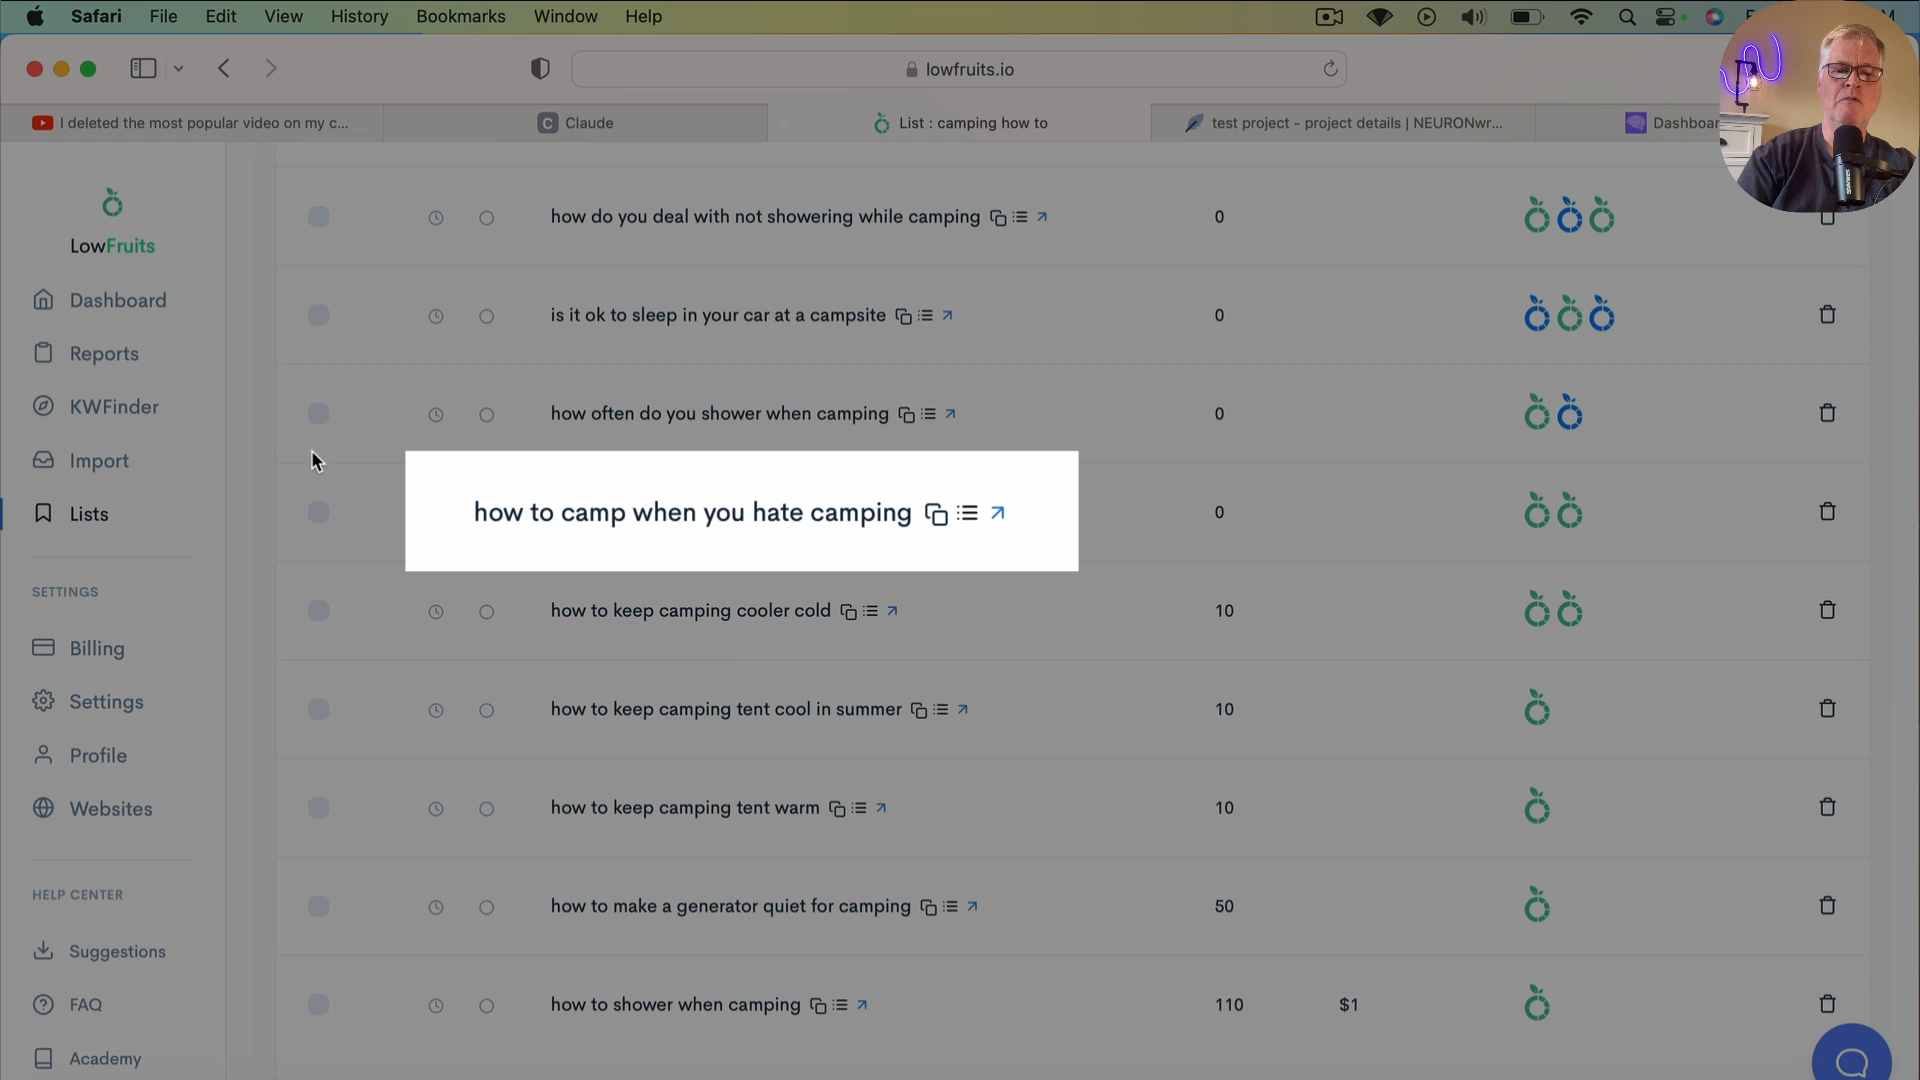 Safari File Edit View History Bookmarks Window Help
lowfruits.io
I deleted the most popular video on my c...
C Claude
List : camping how to
test project - project details | NEURONwr...
LowFruits
Dashboard
Reports
KWFinder
Import
Lists
SETTINGS
Billing
Settings
Profile
Websites
HELP CENTER
Suggestions
FAQ
Academy
how do you deal with not showering while camping 0
is it ok to sleep in your car at a campsite 0
how often do you shower when camping 0
how to camp when you hate camping 0
how to keep camping cooler cold 10
how to keep camping tent cool in summer 10
how to keep camping tent warm 10
how to make a generator quiet for camping 50
how to shower when camping 110 $1